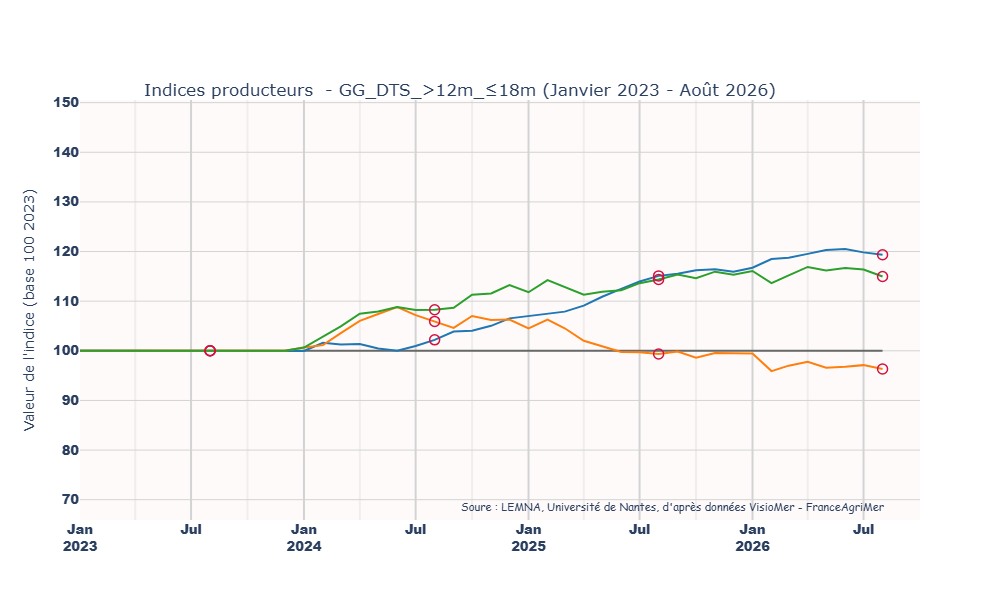 Indices producteurs - GG_DTS_>12m_≤18m (Janvier 2023 - Août 2026)
Valeur de l'indice (base 100 2023)
150
140
130
120
110
100
90
80
70
Soure : LEMNA, Université de Nantes, d'après données VisioMer - FranceAgriMer
Jan Jul Jan Jul Jan Jul Jan Jul
2023 2024 2025 2026